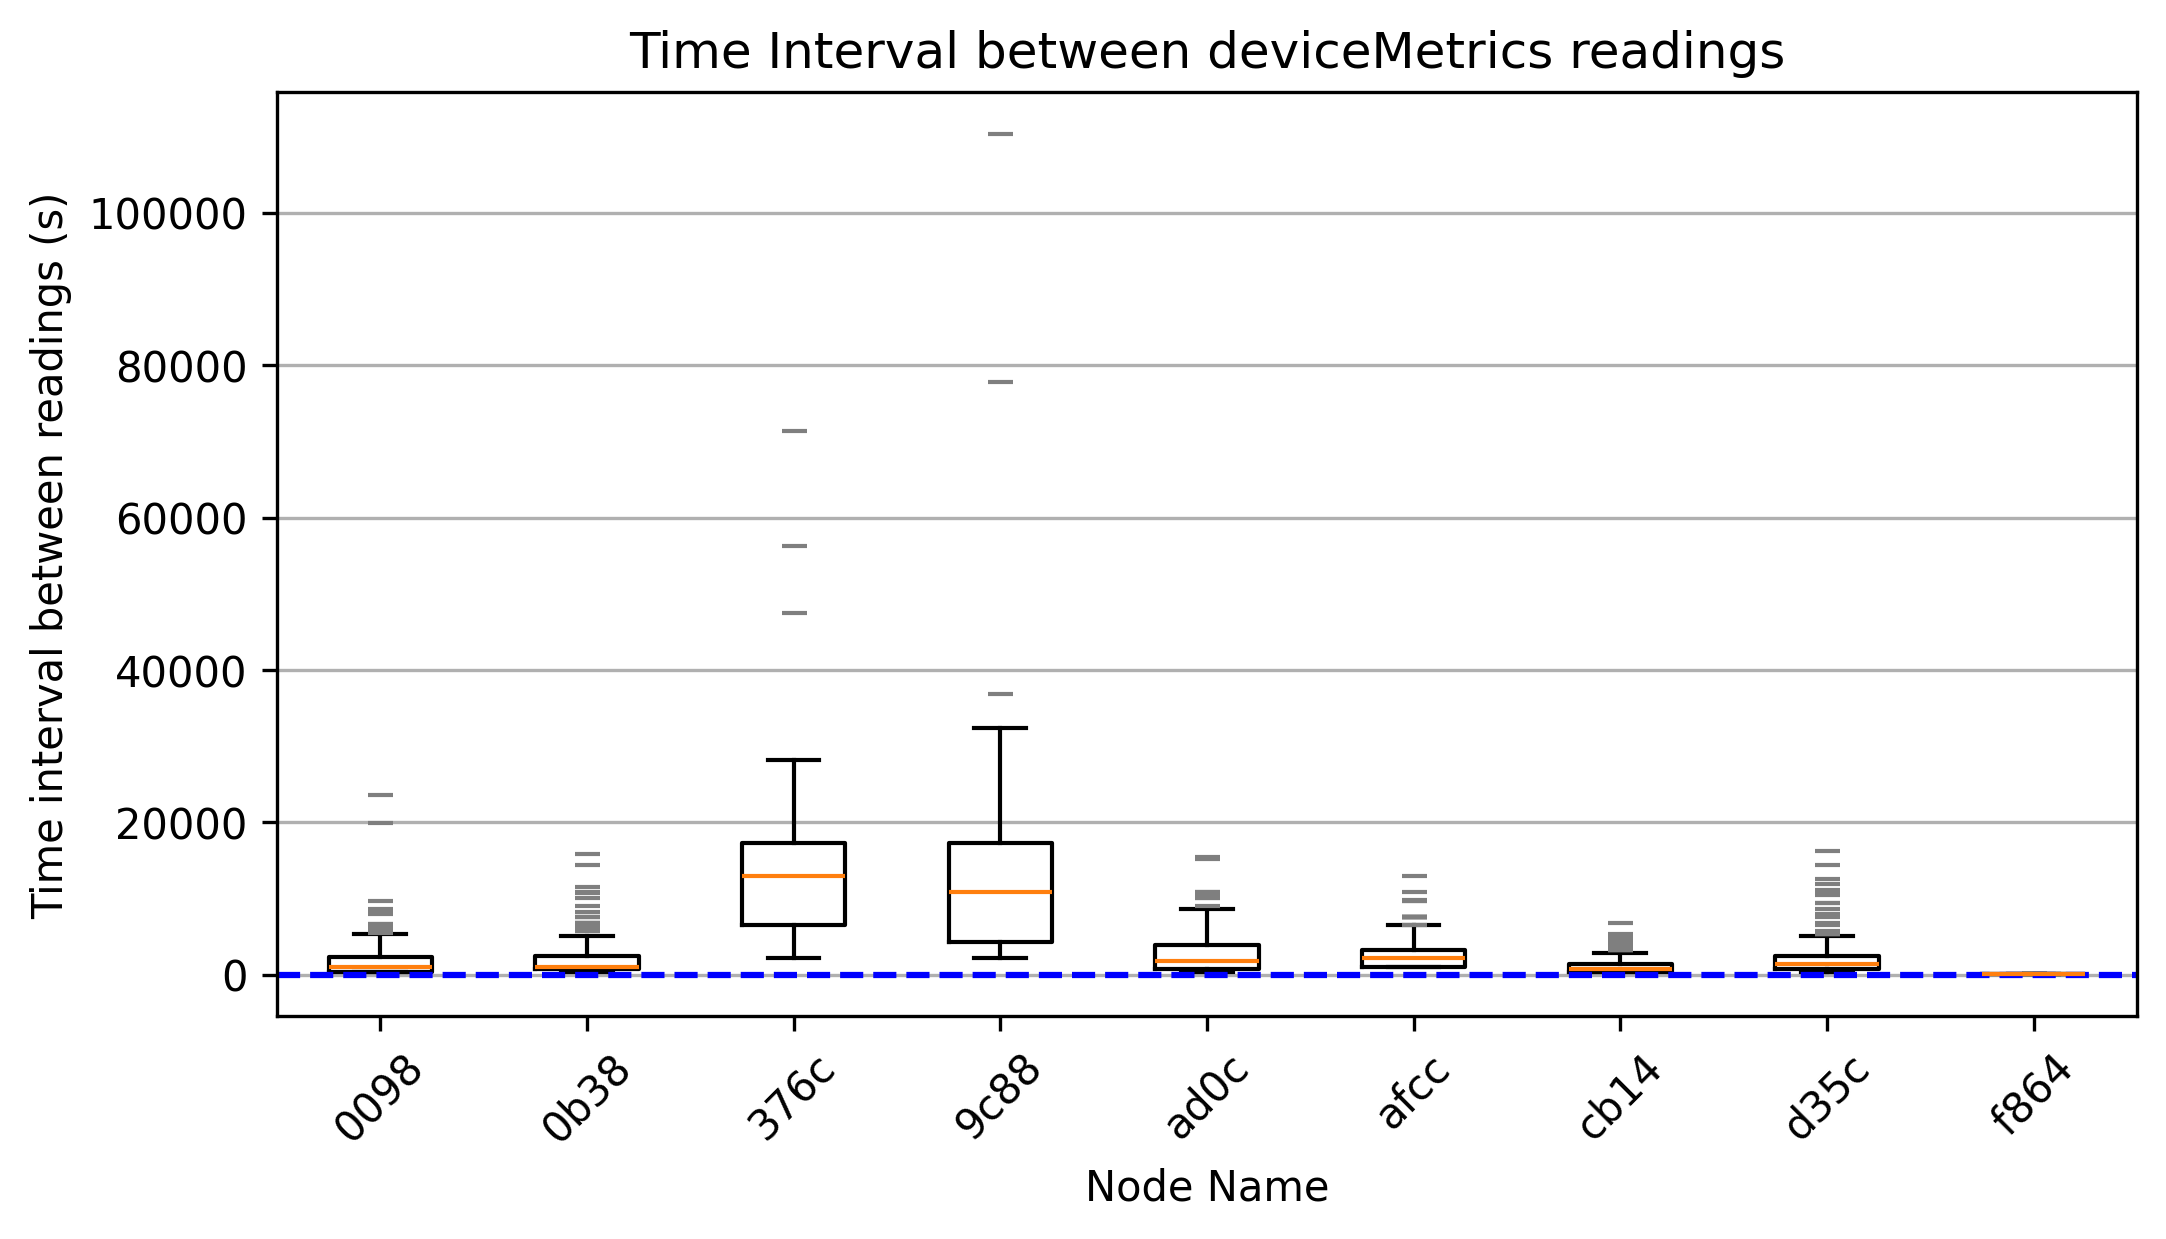 Time Interval between deviceMetrics readings
Time interval between readings (s)
100000
80000
60000
40000
20000
0
0098
0b38
376c
9c88
ad0c
afcc
cb14
d35c
f864
Node Name